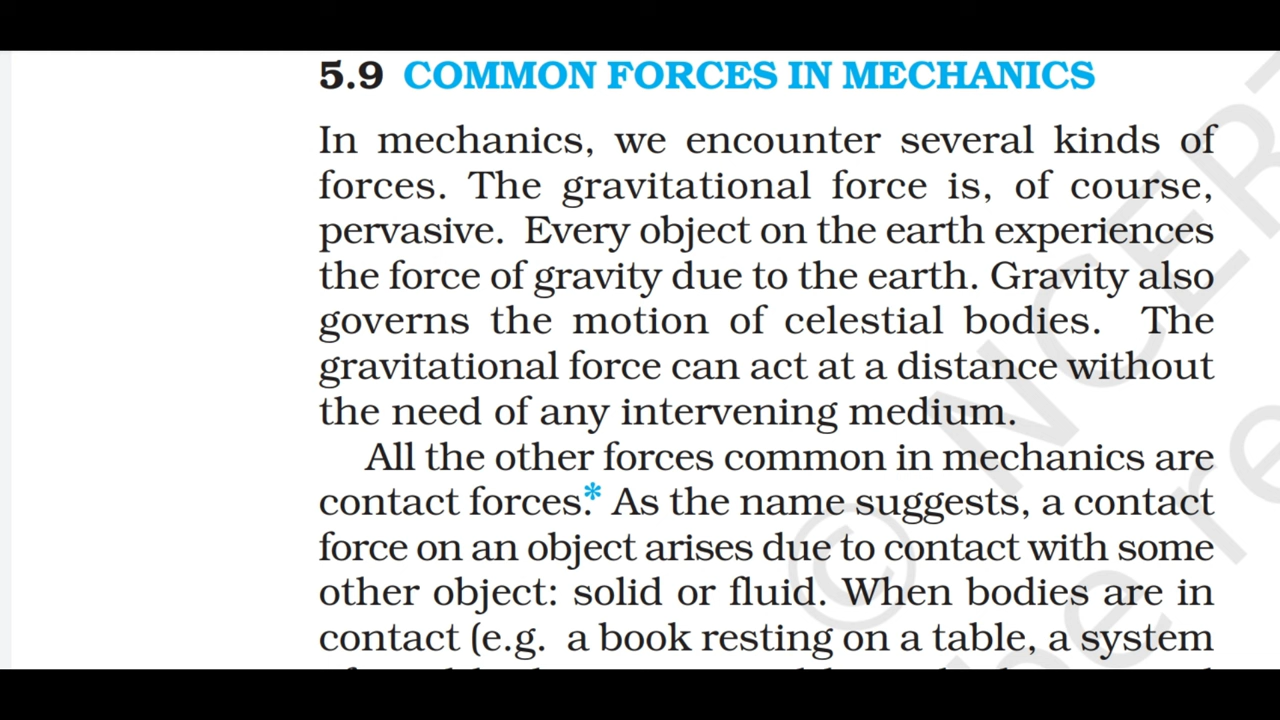 5.9 COMMON FORCES IN MECHANICS
In mechanics, we encounter several kinds of
forces. The gravitational force is, of course,
pervasive. Every object on the earth experiences
the force of gravity due to the earth. Gravity also
governs the motion of celestial bodies. The
gravitational force can act at a distance without
the need of any intervening medium.
All the other forces common in mechanics are
contact forces.* As the name suggests, a contact
force on an object arises due to contact with some
other object: solid or fluid. When bodies are in
contact (e.g. a book resting on a table, a system
© NCERT
be re